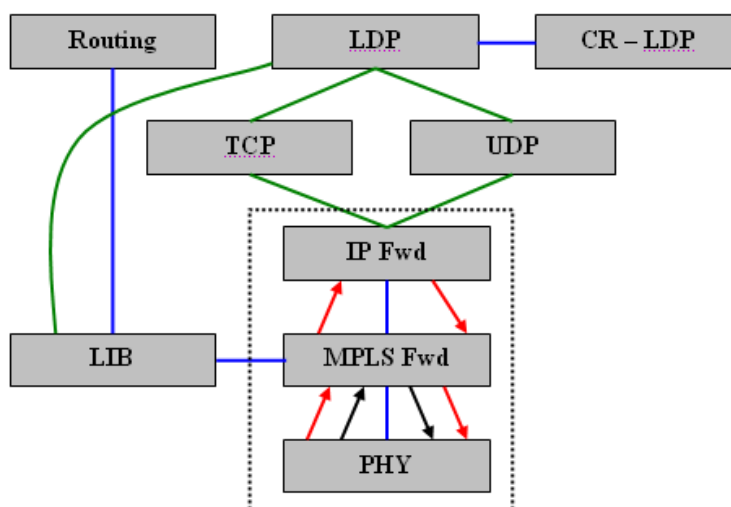 Routing
LDP
CR – LDP
TCP
UDP
IP Fwd
LIB
MPLS Fwd
PHY